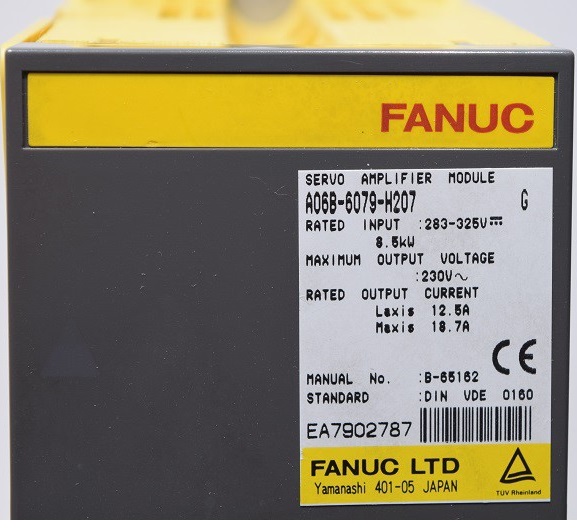 FANUC
SERVO AMPLIFIER MODULE
A06B-6079-H207 G
RATED INPUT :283-325V⎓
8.5kW
MAXIMUM OUTPUT VOLTAGE
:230V~
RATED OUTPUT CURRENT
Laxis 12.5A
Maxis 18.7A
CE
MANUAL No. :B-65162
STANDARD :DIN VDE 0160
EA7902787
FANUC LTD
Yamanashi 401-05 JAPAN
TUV Rheinland